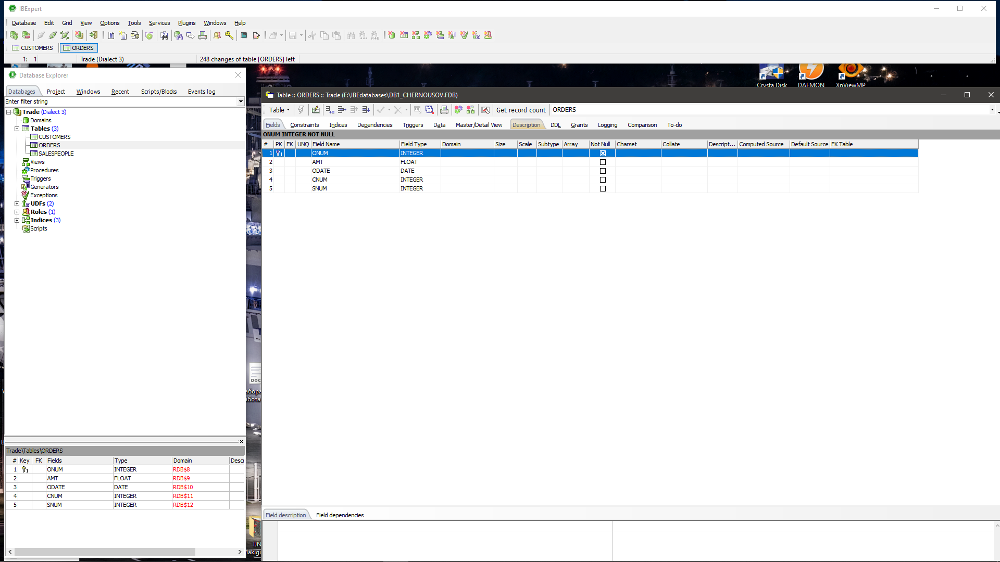 IBExpert
Database Edit Grid View Options Tools Services Plugins Windows Help
CUSTOMERS ORDERS
1: 1 Trade (Dialect 3) 248 changes of table [ORDERS] left
Database Explorer
Databases Project Windows Recent Scripts/Blocks Events log
Enter filter string
Trade (Dialect 3)
Domains
Tables (3)
CUSTOMERS
ORDERS
SALESPEOPLE
Views
Procedures
Triggers
Generators
Exceptions
UDFs (2)
Roles (1)
Indices (3)
Scripts
Trade\Tables\ORDERS
# Key FK Fields Type Domain Descr
1 1 ONUM INTEGER RDB$8
2 AMT FLOAT RDB$9
3 ODATE DATE RDB$10
4 CNUM INTEGER RDB$11
5 SNUM INTEGER RDB$12
Crysta Disk DAEMON XnViewMP
Table :: ORDERS :: Trade (F:\IBEdatabases\DB1_CHERNOUSOV.FDB)
Table Get record count ORDERS
Fields Constraints Indices Dependencies Triggers Data Master/Detail View Description DDL Grants Logging Comparison To-do
ONUM INTEGER NOT NULL
# PK FK UNQ Field Name Field Type Domain Size Scale Subtype Array Not Null Charset Collate Descript... Computed Source Default Source FK Table
1 1 ONUM INTEGER
2 AMT FLOAT
3 ODATE DATE
4 CNUM INTEGER
5 SNUM INTEGER
DOC
Field description Field dependencies
IJN